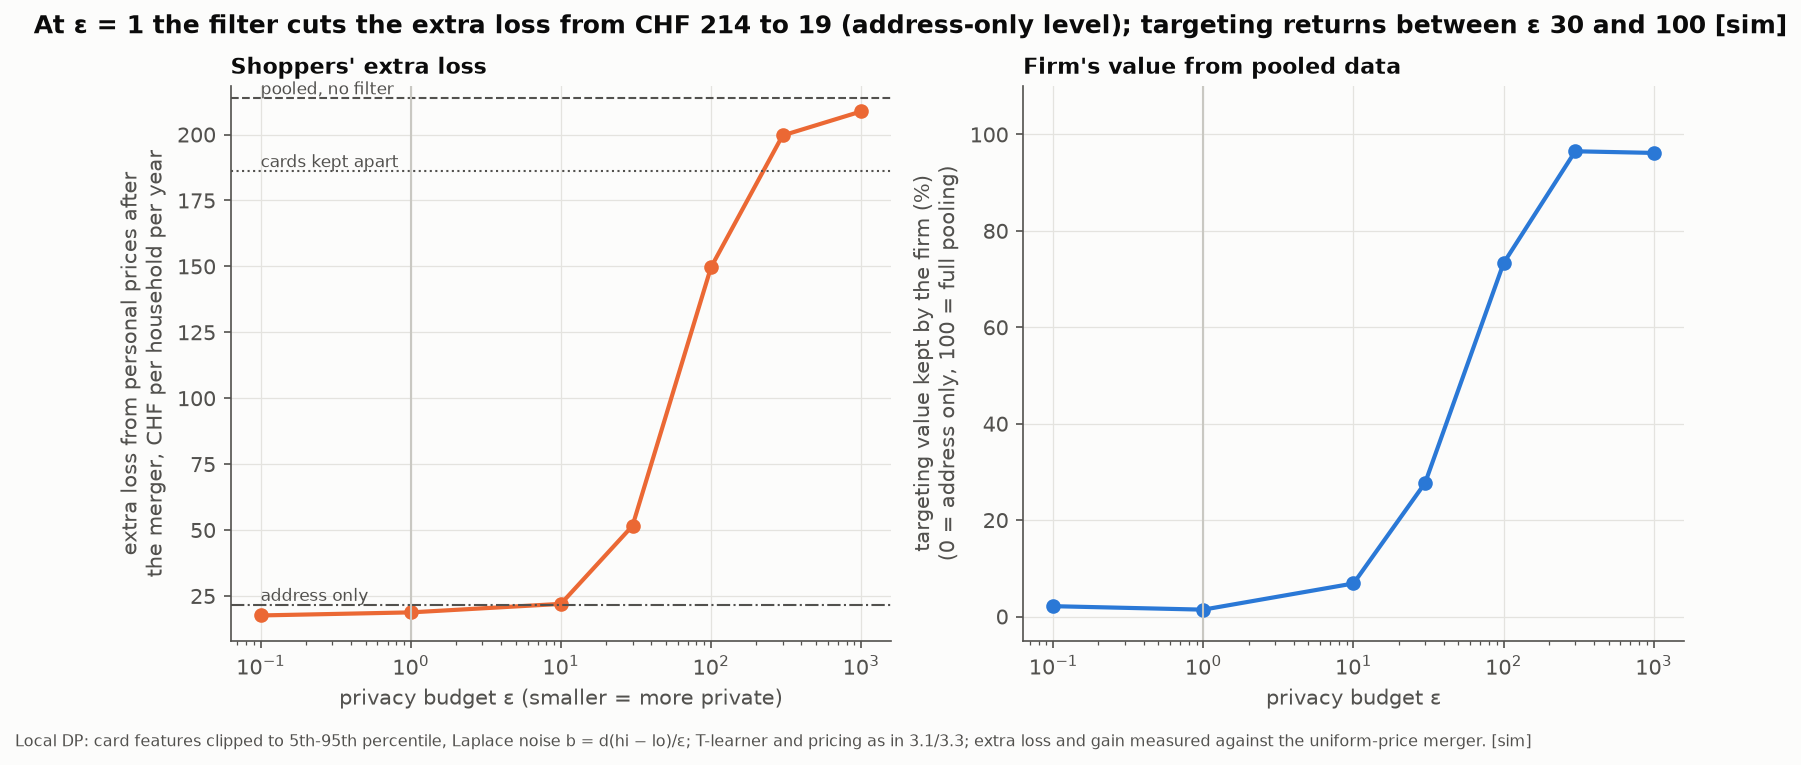 At ε = 1 the filter cuts the extra loss from CHF 214 to 19 (address-only level); targeting returns between ε 30 and 100 [sim]
Shoppers' extra loss
pooled, no filter
cards kept apart
address only
200
175
150
125
100
75
50
25
extra loss from personal prices after
the merger, CHF per household per year
10⁻¹
10⁰
10¹
10²
10³
privacy budget ε (smaller = more private)
Firm's value from pooled data
100
80
60
40
20
0
targeting value kept by the firm (%)
(0 = address only, 100 = full pooling)
10⁻¹
10⁰
10¹
10²
10³
privacy budget ε
Local DP: card features clipped to 5th-95th percentile, Laplace noise b = d(hi − lo)/ε; T-learner and pricing as in 3.1/3.3; extra loss and gain measured against the uniform-price merger. [sim]